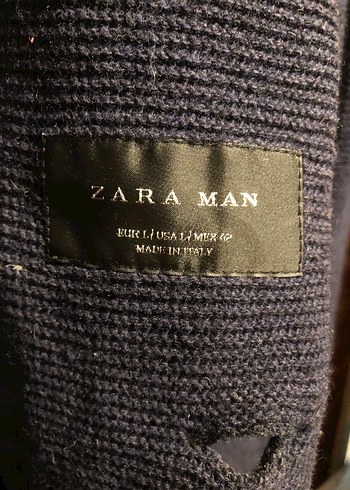 ZARA MAN
EUR L/ USA L/ MEX 42
MADE IN ITALY